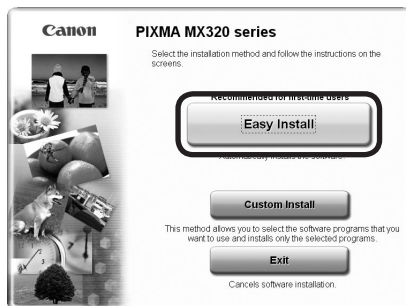 Canon
PIXMA MX320 series
Select the installation method and follow the instructions on the
screens.
Recommended for first-time users
Easy Install
Automatically installs the software.
Custom Install
This method allows you to select the software programs that you
want to use and installs only the selected programs.
Exit
Cancels software installation.